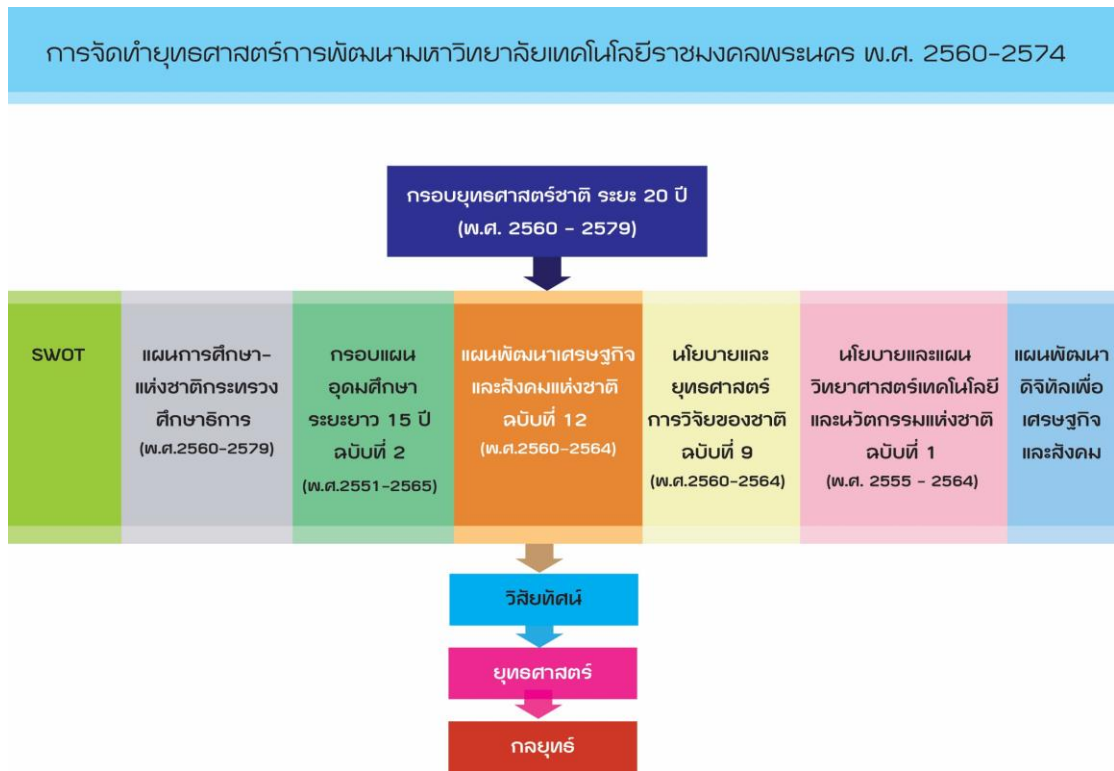 การจัดทำยุทธศาสตร์การพัฒนามหาวิทยาลัยเทคโนโลยีราชมงคลพระนคร พ.ศ. 2560-2574
กรอบยุทธศาสตร์ชาติ ระยะ 20 ปี
(พ.ศ. 2560 - 2579)
SWOT
แผนการศึกษา-
แห่งชาติกระทรวง
ศึกษาธิการ
(พ.ศ.2560-2579)
กรอบแผน
อุดมศึกษา
ระยะยาว 15 ปี
ฉบับที่ 2
(พ.ศ.2551-2565)
แผนพัฒนาเศรษฐกิจ
และสังคมแห่งชาติ
ฉบับที่ 12
(พ.ศ.2560-2564)
นโยบายและ
ยุทธศาสตร์
การวิจัยของชาติ
ฉบับที่ 9
(พ.ศ.2560-2564)
นโยบายและแผน
วิทยาศาสตร์เทคโนโลยี
และนวัตกรรมแห่งชาติ
ฉบับที่ 1
(พ.ศ. 2555 - 2564)
แผนพัฒนา
ดิจิทัลเพื่อ
เศรษฐกิจ
และสังคม
วิสัยทัศน์
ยุทธศาสตร์
กลยุทธ์